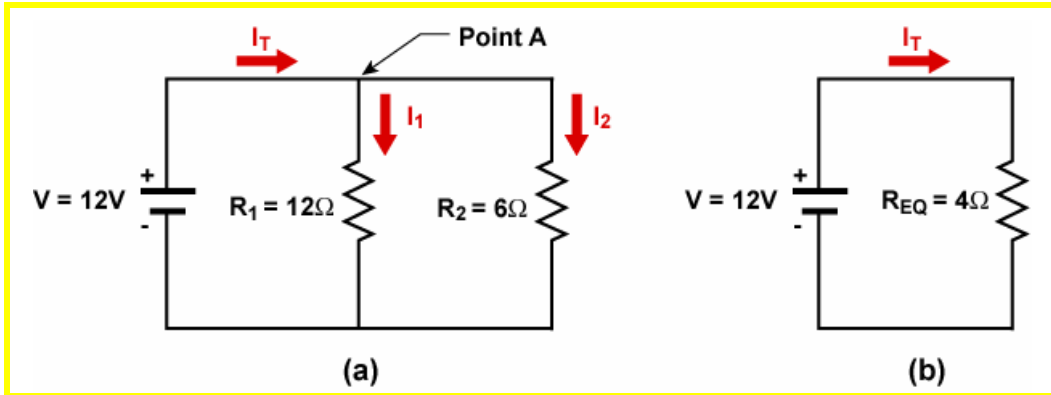 I_T
Point A
I_1
I_2
+
V = 12V
-
R_1 = 12Ω
R_2 = 6Ω
(a)
I_T
+
V = 12V
-
R_EQ = 4Ω
(b)